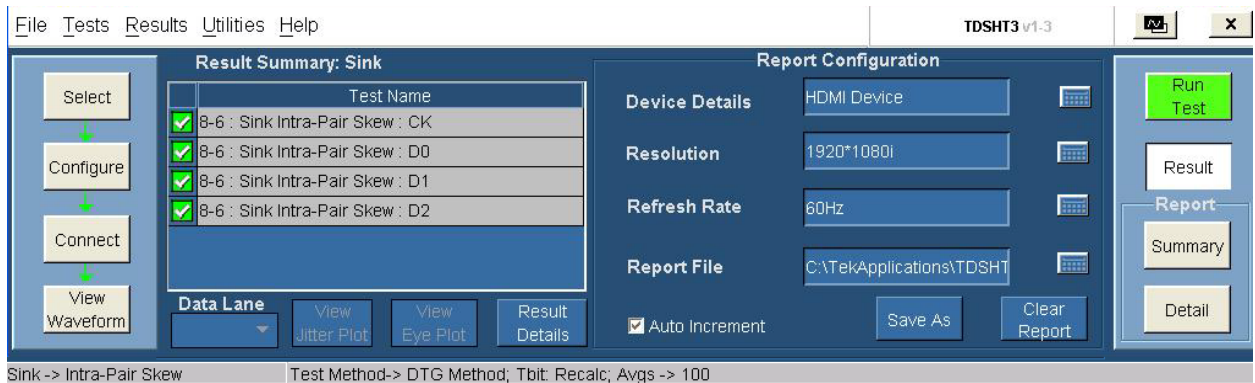 File Tests Results Utilities Help
TDSHT3 v1.3
x
Select
Configure
Connect
View
Waveform
Result Summary: Sink
Test Name
8-6 : Sink Intra-Pair Skew : CK
8-6 : Sink Intra-Pair Skew : D0
8-6 : Sink Intra-Pair Skew : D1
8-6 : Sink Intra-Pair Skew : D2
Data Lane
View
Jitter Plot
View
Eye Plot
Result
Details
Report Configuration
Device Details
HDMI Device
Resolution
1920*1080i
Refresh Rate
60Hz
Report File
C:\TekApplications\TDSHT
Auto Increment
Save As
Clear
Report
Run
Test
Result
Report
Summary
Detail
Sink -> Intra-Pair Skew
Test Method-> DTG Method; Tbit: Recalc; Avgs -> 100